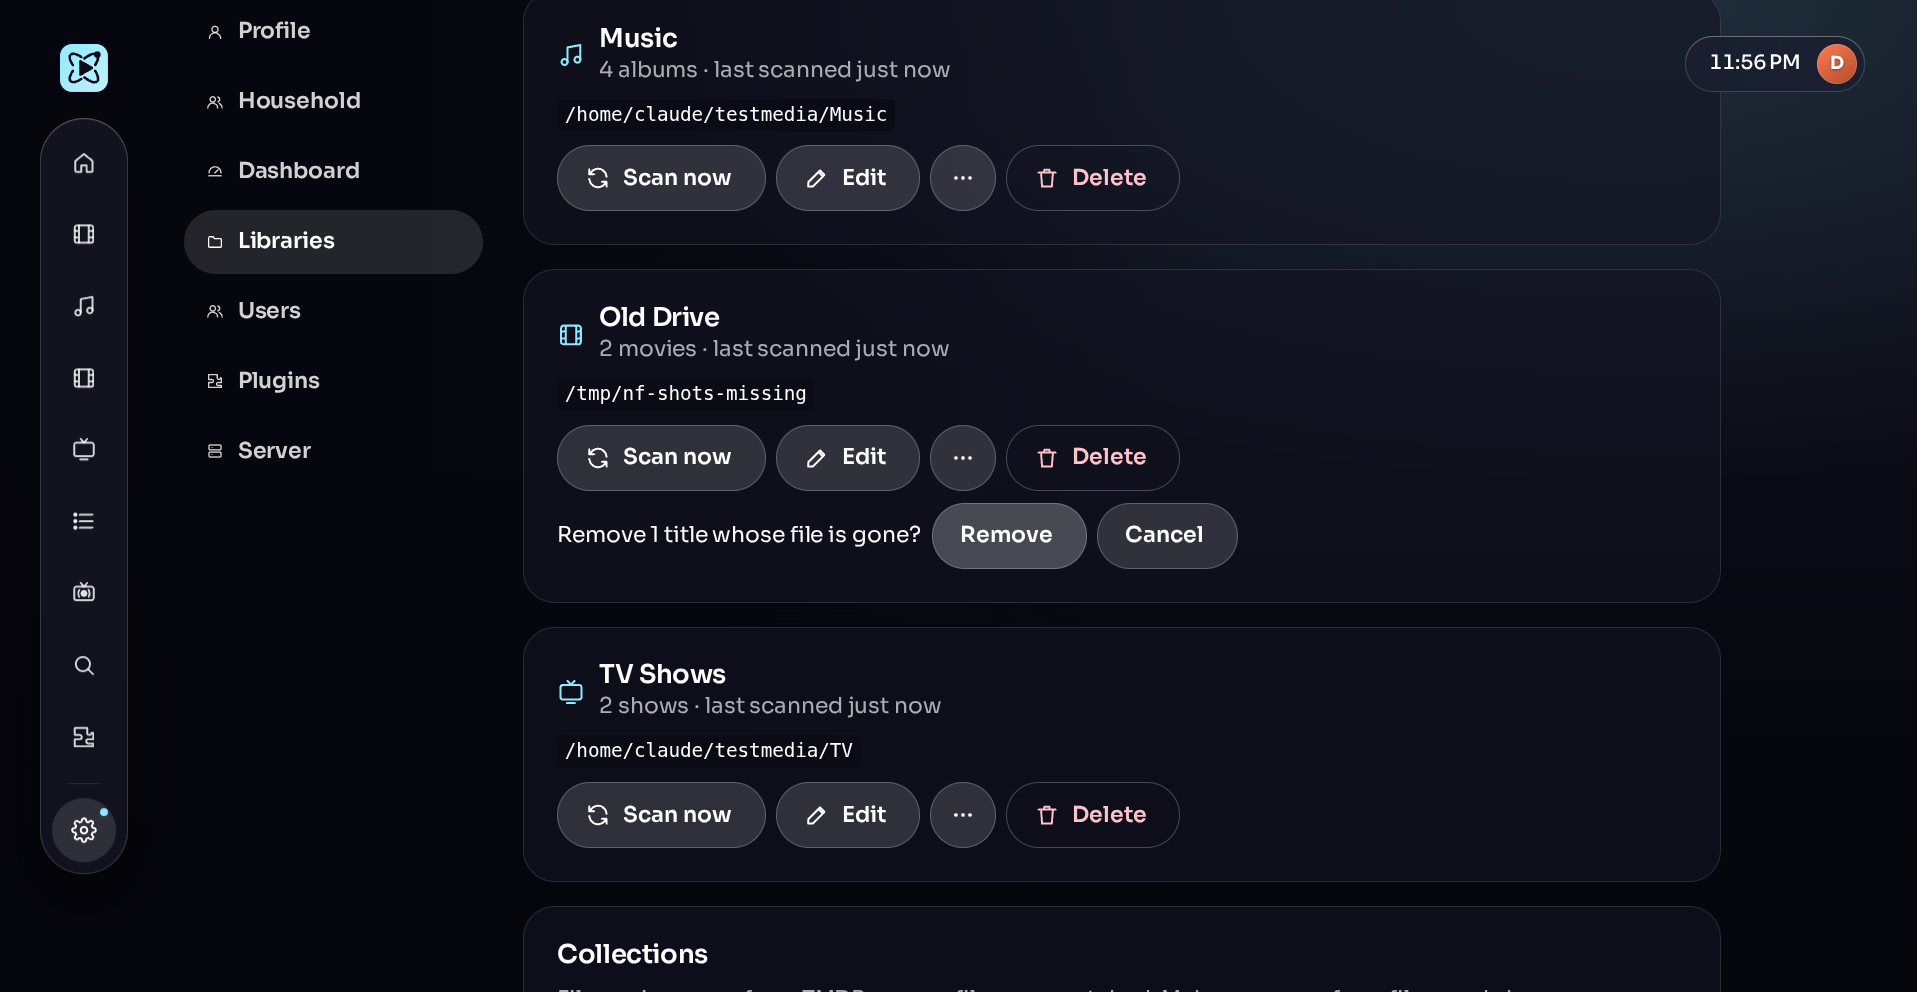 Profile
Household
Dashboard
Libraries
Users
Plugins
Server
11:56 PM D
Music
4 albums · last scanned just now
/home/claude/testmedia/Music
Scan now Edit ··· Delete
Old Drive
2 movies · last scanned just now
/tmp/nf-shots-missing
Scan now Edit ··· Delete
Remove 1 title whose file is gone? Remove Cancel
TV Shows
2 shows · last scanned just now
/home/claude/testmedia/TV
Scan now Edit ··· Delete
Collections